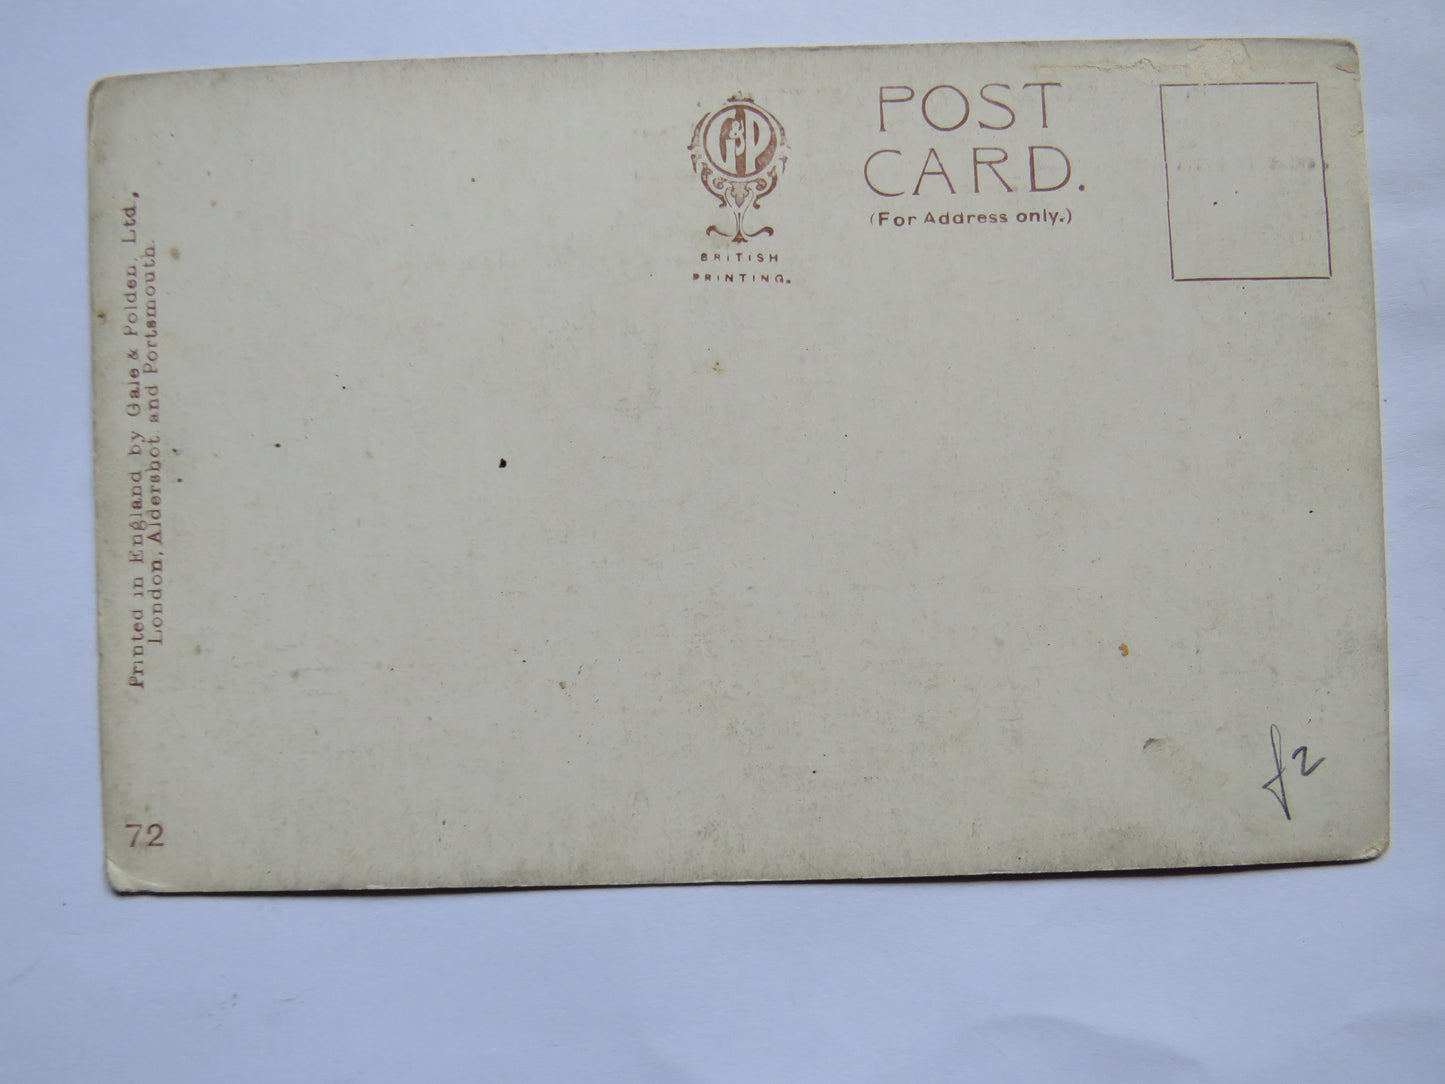 Printed in England by Gale & Polden, Ltd.,
London, Aldershot and Portsmouth.
G&P
BRITISH
PRINTING.
POST
CARD.
(For Address only.)
72
£2